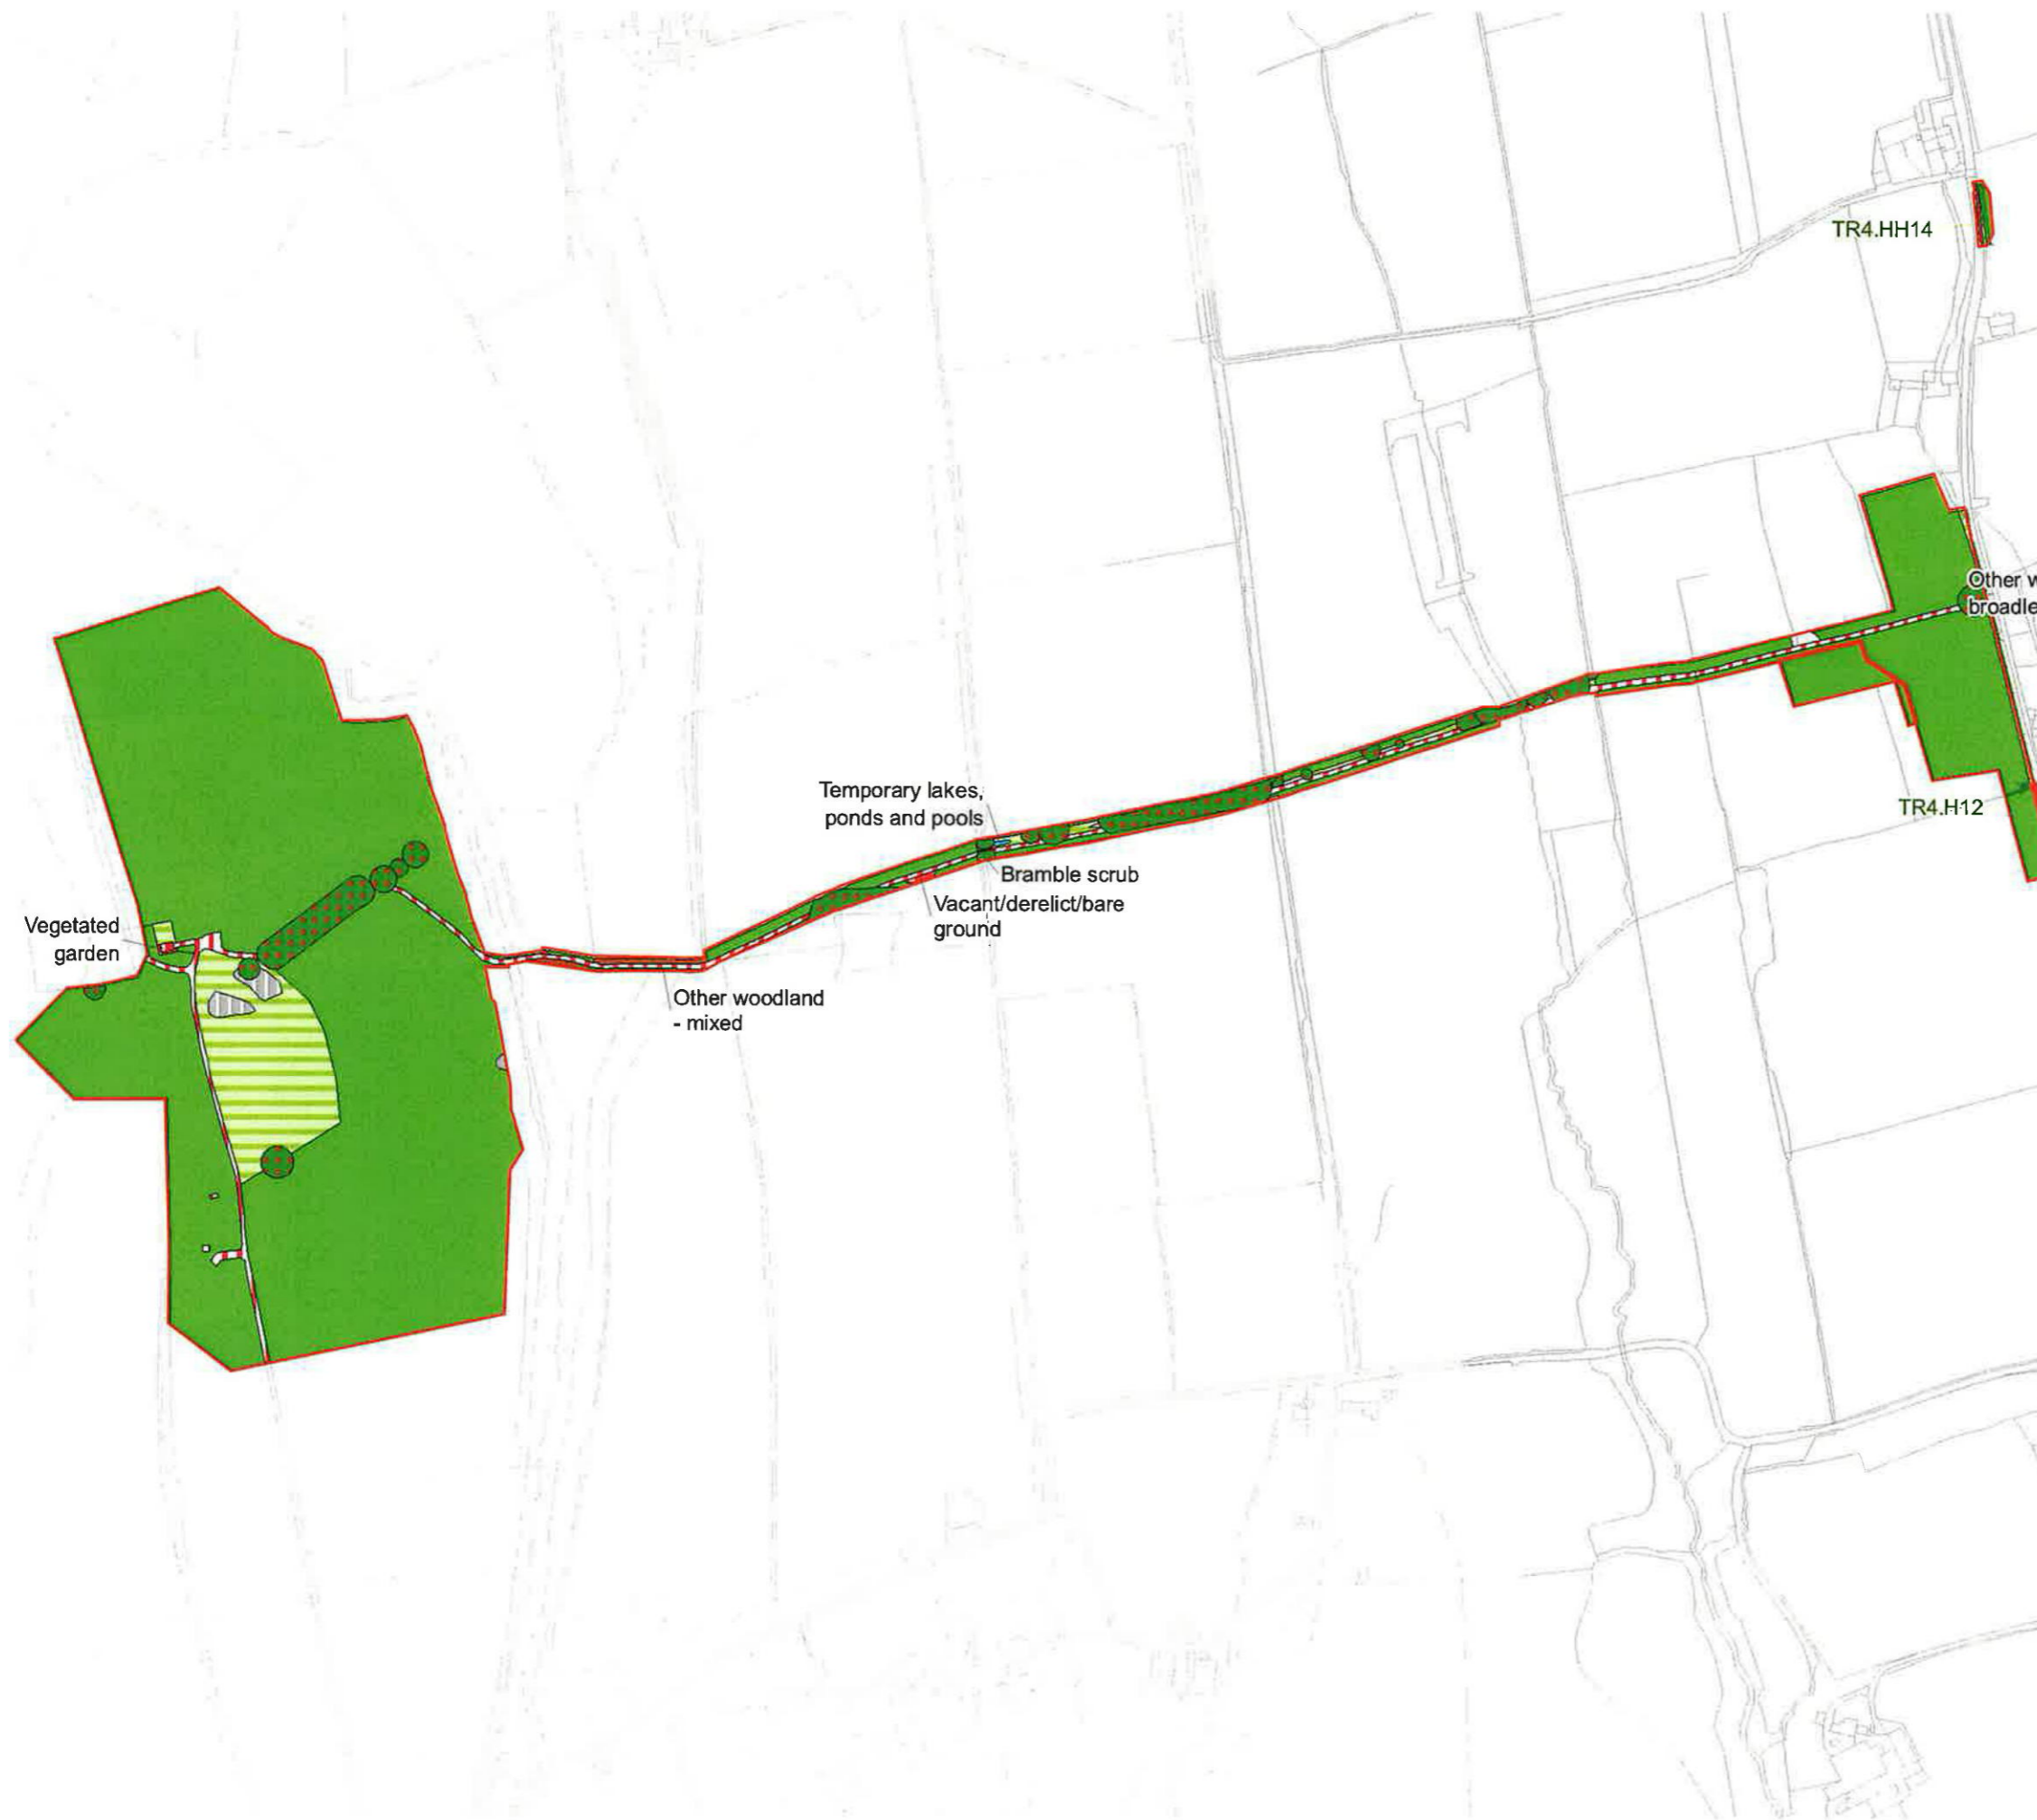 TR4.HH14
Other w
broadle
Temporary lakes,
ponds and pools
TR4.H12
Bramble scrub
Vacant/derelict/bare
ground
Vegetated
garden
Other woodland
- mixed